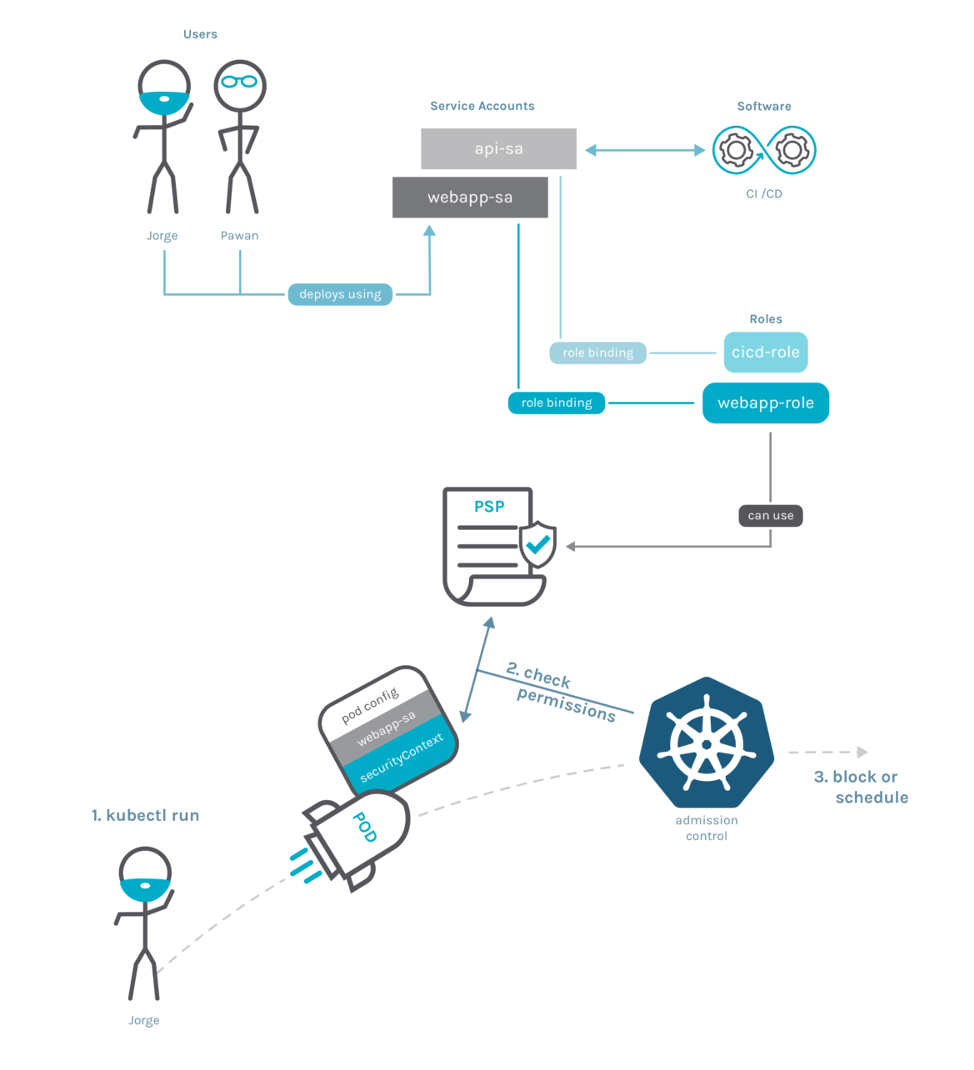 Users
Service Accounts
Software
api-sa
webapp-sa
CI /CD
Jorge
Pawan
deploys using
Roles
role binding
cicd-role
role binding
webapp-role
PSP
can use
2. check
permissions
pod config
webapp-sa
securityContext
3. block or
schedule
1. kubectl run
POD
admission
control
Jorge